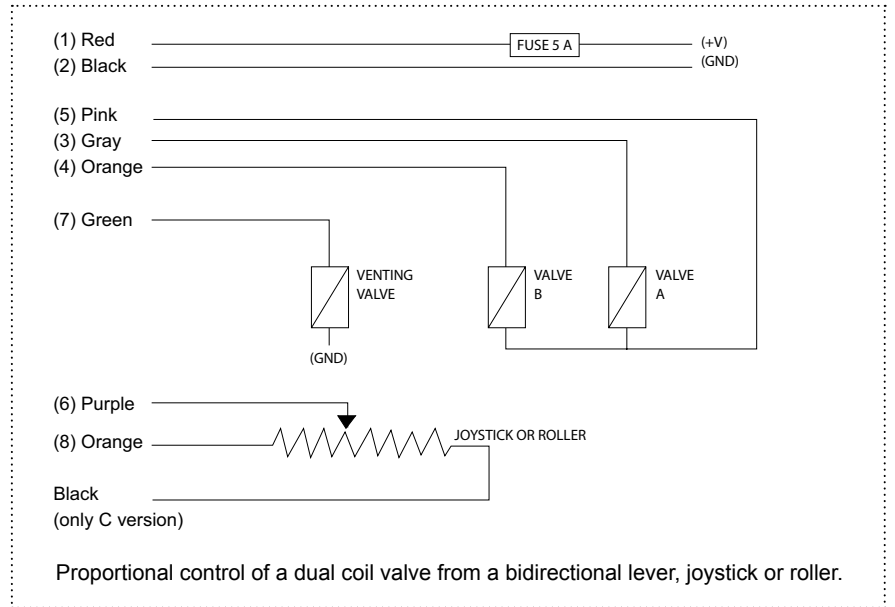 (1) Red
FUSE 5 A
(+V)
(2) Black
(GND)
(5) Pink
(3) Gray
(4) Orange
(7) Green
VENTING
VALVE
VALVE
B
VALVE
A
(GND)
(6) Purple
(8) Orange
JOYSTICK OR ROLLER
Black
(only C version)
Proportional control of a dual coil valve from a bidirectional lever, joystick or roller.